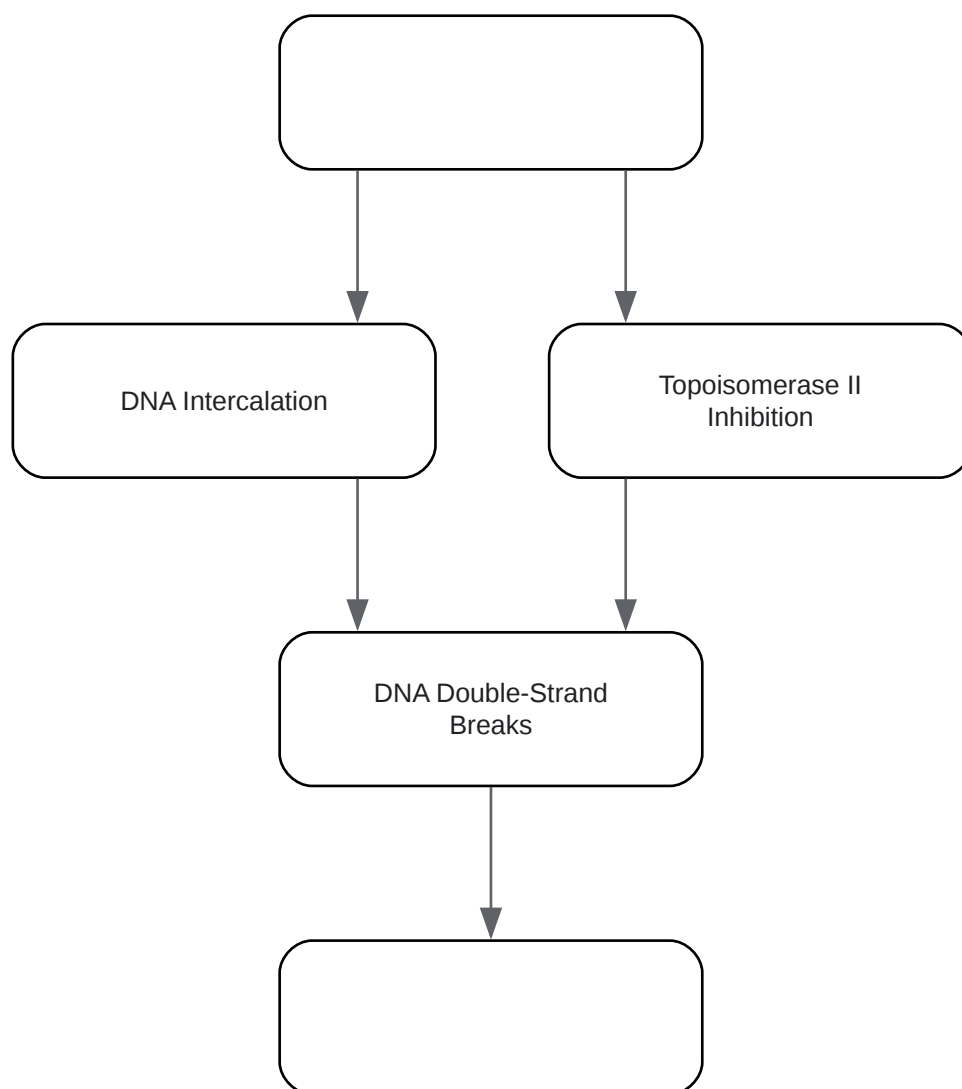 DNA Intercalation
Topoisomerase II
Inhibition
DNA Double-Strand
Breaks